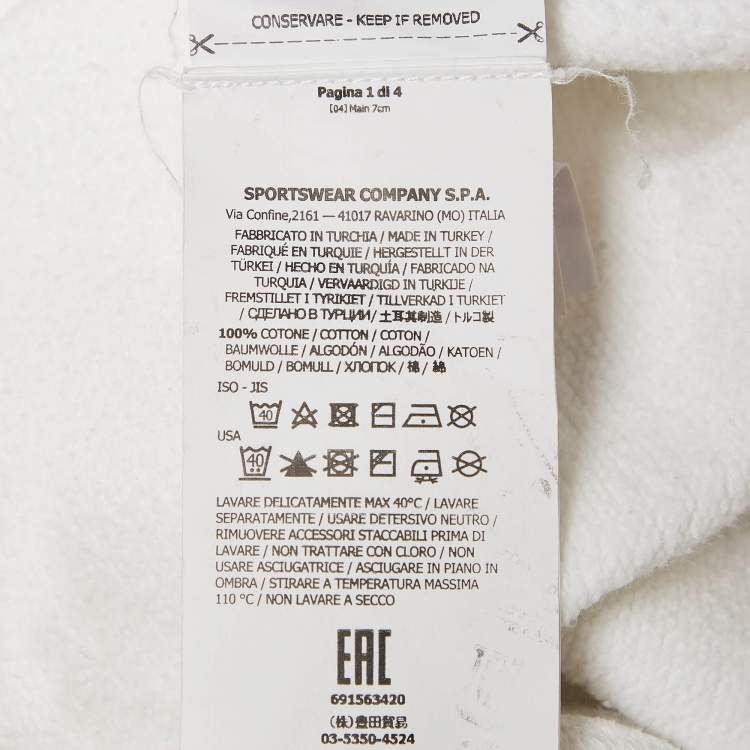 CONSERVARE - KEEP IF REMOVED
Pagina 1 di 4
[04] Main 7cm
SPORTSWEAR COMPANY S.P.A.
Via Confine,2161 — 41017 RAVARINO (MO) ITALIA
FABBRICATO IN TURCHIA / MADE IN TURKEY /
FABRIQUÉ EN TURQUIE / HERGESTELLT IN DER
TÜRKEI / HECHO EN TURQUÍA / FABRICADO NA
TURQUIA / VERVAARDIGD IN TURKIJE /
FREMSTILLET I TYRKIET / TILLVERKAD I TURKIET
/ СДЕЛАНО В ТУРЦИИ / 土耳其制造 / トルコ製
100% COTONE / COTTON / COTON /
BAUMWOLLE / ALGODÓN / ALGODÃO / KATOEN /
BOMULD / BOMULL / ХЛОПОК / 棉 / 綿
ISO - JIS
40
USA
40
LAVARE DELICATAMENTE MAX 40°C / LAVARE
SEPARATAMENTE / USARE DETERSIVO NEUTRO /
RIMUOVERE ACCESSORI STACCABILI PRIMA DI
LAVARE / NON TRATTARE CON CLORO / NON
USARE ASCIUGATRICE / ASCIUGARE IN PIANO IN
OMBRA / STIRARE A TEMPERATURA MASSIMA
110 °C / NON LAVARE A SECCO
EAC
691563420
(株)豊田貿易
03-5350-4524